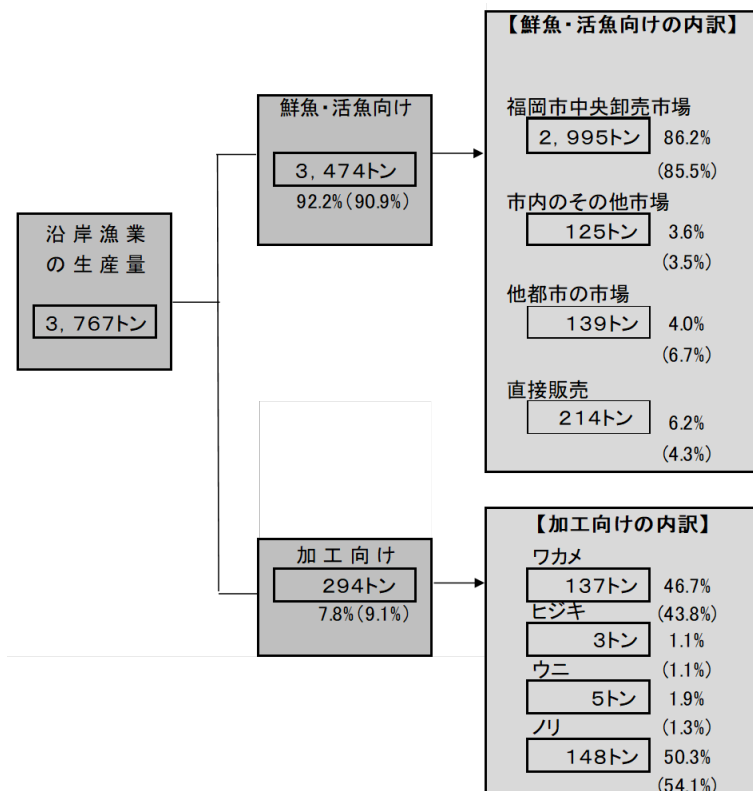 沿岸漁業
の生産量
3，767トン
鮮魚・活魚向け
3，474トン
92.2%(90.9%)
【鮮魚・活魚向けの内訳】
福岡市中央卸売市場
2，995トン 86.2%
(85.5%)
市内のその他市場
125トン 3.6%
(3.5%)
他都市の市場
139トン 4.0%
(6.7%)
直接販売
214トン 6.2%
(4.3%)
加工向け
294トン
7.8%(9.1%)
【加工向けの内訳】
ワカメ
137トン 46.7%
(43.8%)
ヒジキ
3トン 1.1%
(1.1%)
ウニ
5トン 1.9%
(1.3%)
ノリ
148トン 50.3%
(54.1%)